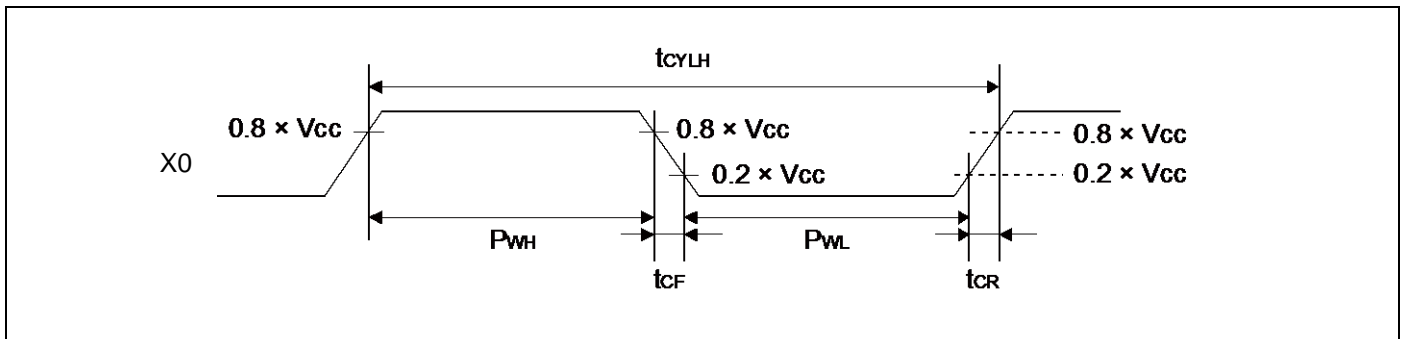 tCYLH
0.8 × Vcc
0.8 × Vcc
0.8 × Vcc
X0
0.2 × Vcc
0.2 × Vcc
PWH
PWL
tCF
tCR